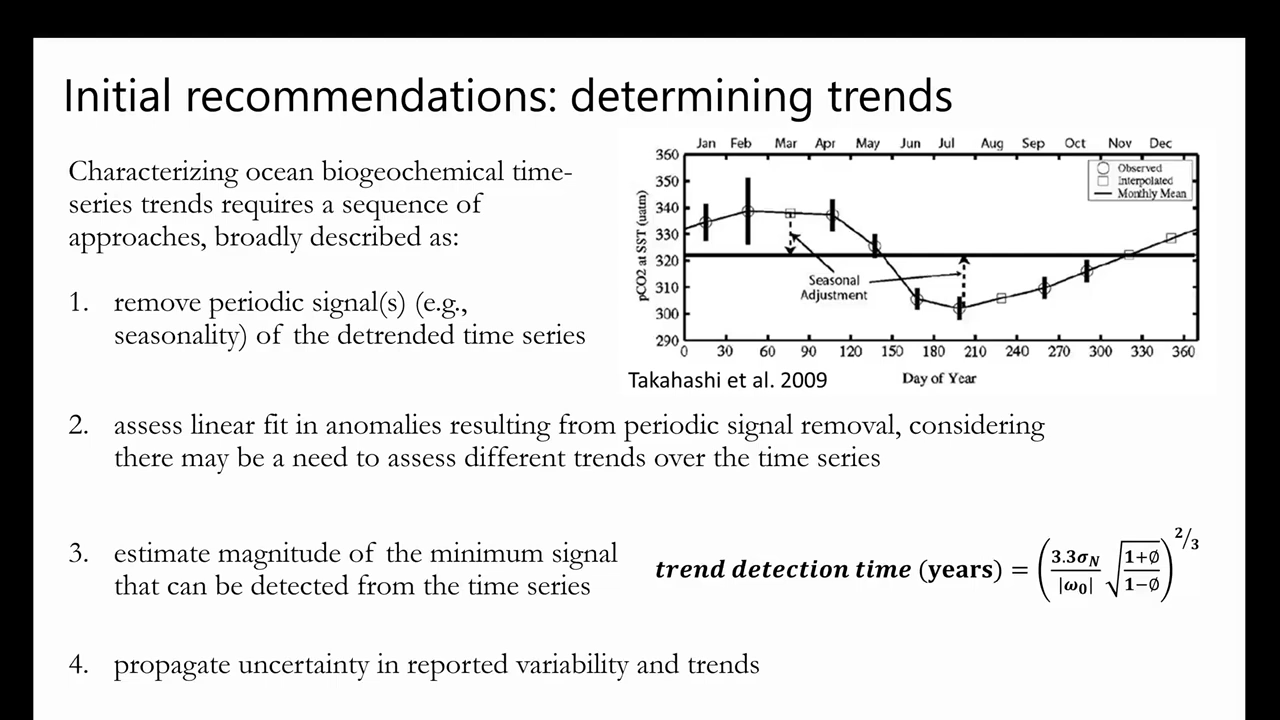 Initial recommendations: determining trends
Characterizing ocean biogeochemical time-
series trends requires a sequence of
approaches, broadly described as:
1. remove periodic signal(s) (e.g.,
seasonality) of the detrended time series
Jan Feb Mar Apr May Jun Jul Aug Sep Oct Nov Dec
360
350
340
330
320
310
300
290
pCO2 at SST (uatm)
Observed
Interpolated
Monthly Mean
Seasonal
Adjustment
0 30 60 90 120 150 180 210 240 270 300 330 360
Day of Year
Takahashi et al. 2009
2. assess linear fit in anomalies resulting from periodic signal removal, considering
there may be a need to assess different trends over the time series
3. estimate magnitude of the minimum signal
that can be detected from the time series
trend detection time (years) = (3.3σN / |ω0| √(1+∅ / 1−∅))^2/3
4. propagate uncertainty in reported variability and trends